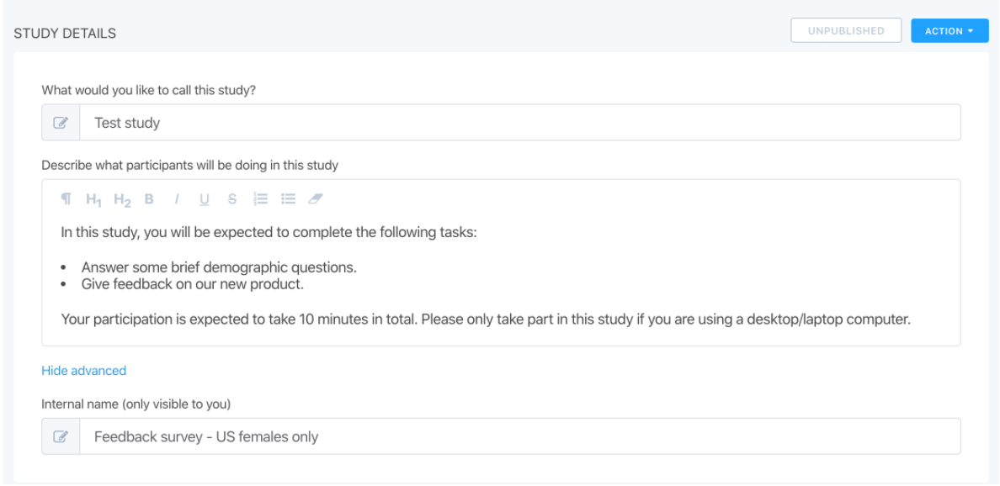 STUDY DETAILS
UNPUBLISHED
ACTION
What would you like to call this study?
Test study
Describe what participants will be doing in this study
¶ H1 H2 B I U S
In this study, you will be expected to complete the following tasks:
• Answer some brief demographic questions.
• Give feedback on our new product.
Your participation is expected to take 10 minutes in total. Please only take part in this study if you are using a desktop/laptop computer.
Hide advanced
Internal name (only visible to you)
Feedback survey - US females only